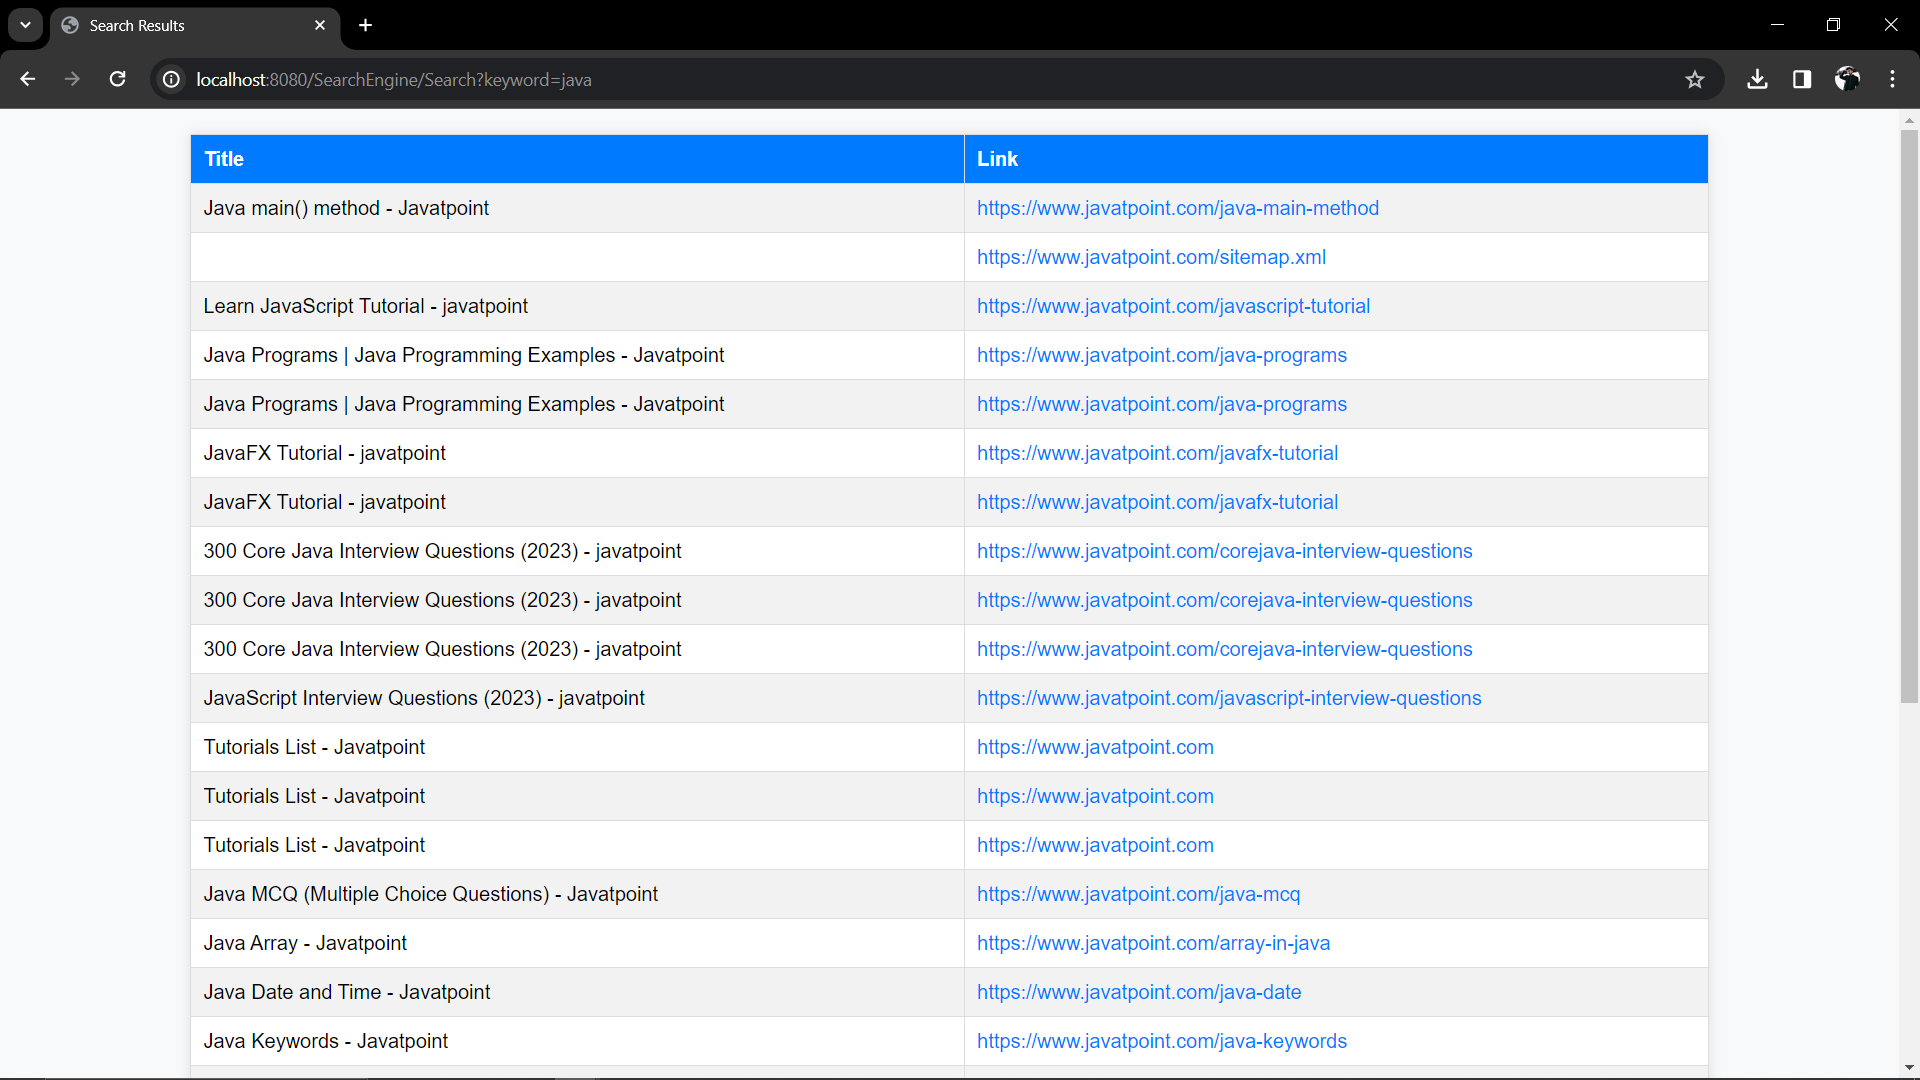 Search Results
localhost:8080/SearchEngine/Search?keyword=java
Title Link
Java main() method - Javatpoint https://www.javatpoint.com/java-main-method
https://www.javatpoint.com/sitemap.xml
Learn JavaScript Tutorial - javatpoint https://www.javatpoint.com/javascript-tutorial
Java Programs | Java Programming Examples - Javatpoint https://www.javatpoint.com/java-programs
Java Programs | Java Programming Examples - Javatpoint https://www.javatpoint.com/java-programs
JavaFX Tutorial - javatpoint https://www.javatpoint.com/javafx-tutorial
JavaFX Tutorial - javatpoint https://www.javatpoint.com/javafx-tutorial
300 Core Java Interview Questions (2023) - javatpoint https://www.javatpoint.com/corejava-interview-questions
300 Core Java Interview Questions (2023) - javatpoint https://www.javatpoint.com/corejava-interview-questions
300 Core Java Interview Questions (2023) - javatpoint https://www.javatpoint.com/corejava-interview-questions
JavaScript Interview Questions (2023) - javatpoint https://www.javatpoint.com/javascript-interview-questions
Tutorials List - Javatpoint https://www.javatpoint.com
Tutorials List - Javatpoint https://www.javatpoint.com
Tutorials List - Javatpoint https://www.javatpoint.com
Java MCQ (Multiple Choice Questions) - Javatpoint https://www.javatpoint.com/java-mcq
Java Array - Javatpoint https://www.javatpoint.com/array-in-java
Java Date and Time - Javatpoint https://www.javatpoint.com/java-date
Java Keywords - Javatpoint https://www.javatpoint.com/java-keywords